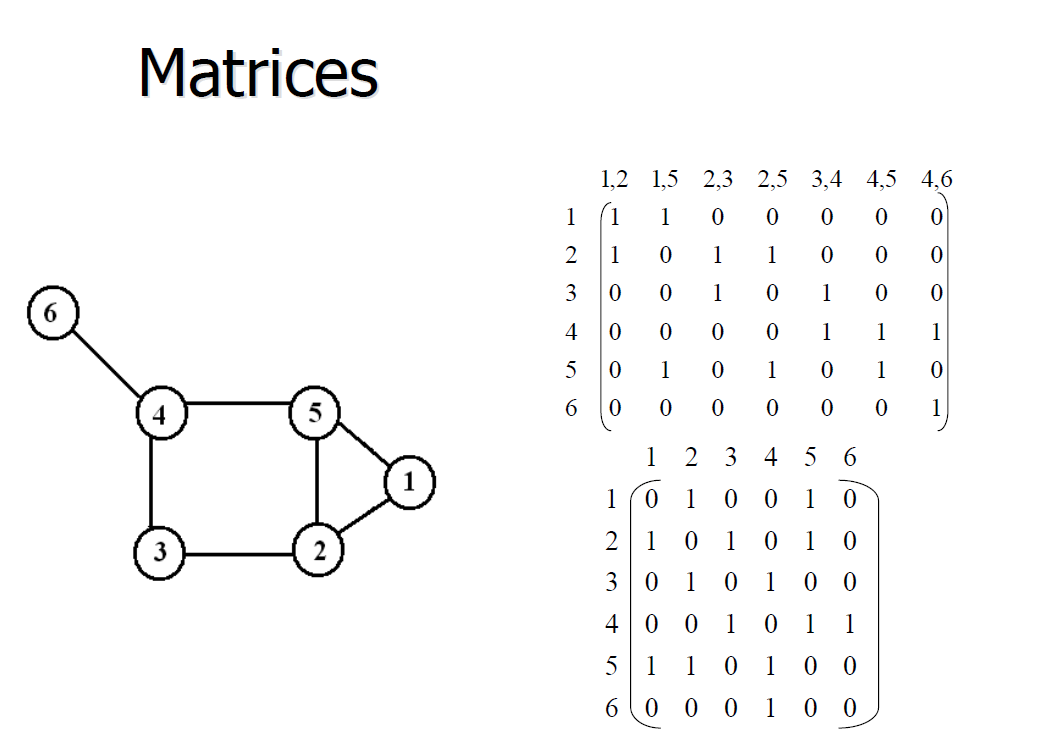 Matrices
1,2 1,5 2,3 2,5 3,4 4,5 4,6
1 1 1 0 0 0 0 0
2 1 0 1 1 0 0 0
3 0 0 1 0 1 0 0
4 0 0 0 0 1 1 1
5 0 1 0 1 0 1 0
6 0 0 0 0 0 0 1
6
4 5
1
3 2
1 2 3 4 5 6
1 0 1 0 0 1 0
2 1 0 1 0 1 0
3 0 1 0 1 0 0
4 0 0 1 0 1 1
5 1 1 0 1 0 0
6 0 0 0 1 0 0